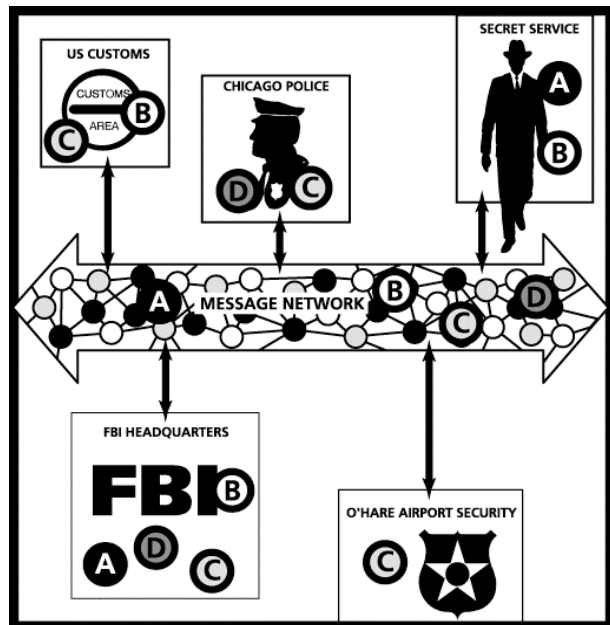 US CUSTOMS
CUSTOMS
B
AREA
C
CHICAGO POLICE
D
C
SECRET SERVICE
A
B
A
MESSAGE NETWORK
B
C
D
FBI HEADQUARTERS
FBI
B
D
A
C
O'HARE AIRPORT SECURITY
C